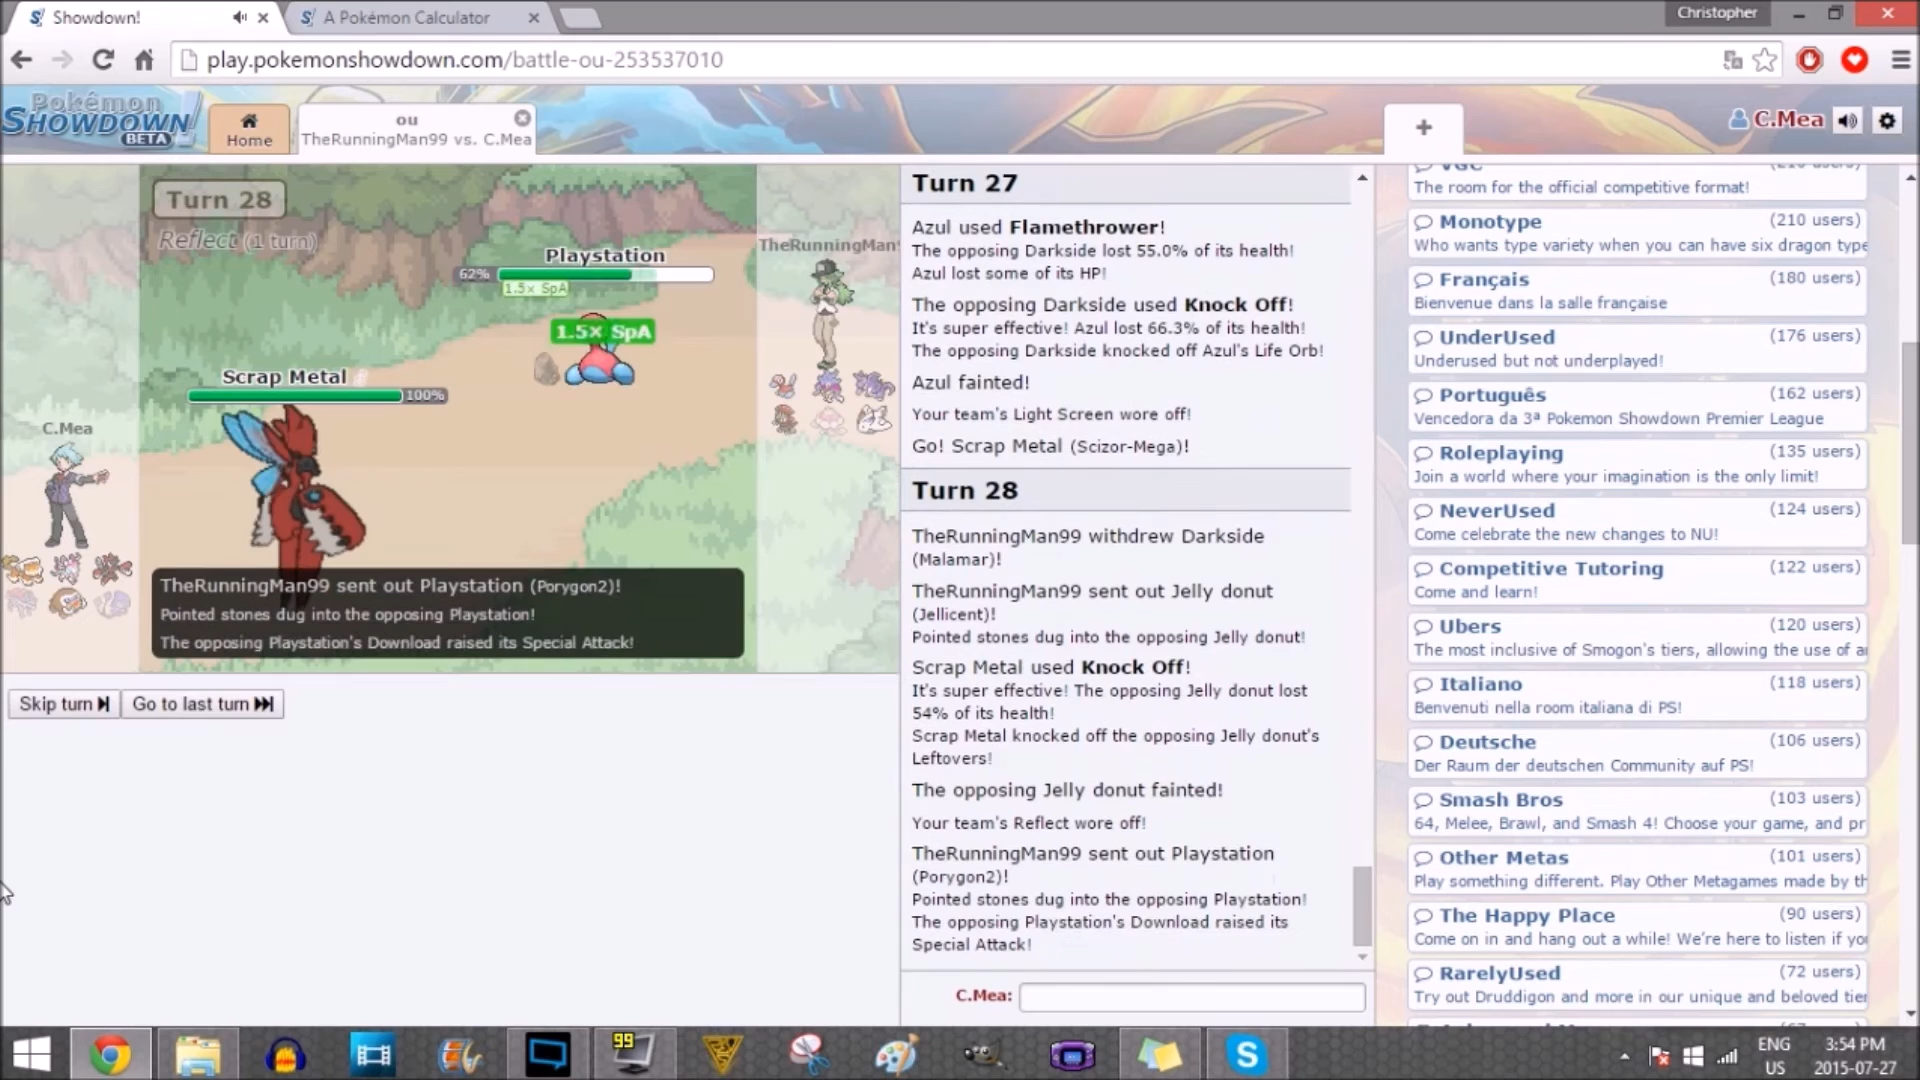 Showdown!
A Pokémon Calculator
Christopher
play.pokemonshowdown.com/battle-ou-253537010
Pokémon
SHOWDOWN!
BETA
Home
ou
TheRunningMan99 vs. C.Mea
+
C.Mea
Turn 28
Reflect (1 turn)
Playstation
62%
1.5× SpA
1.5× SpA
Scrap Metal
100%
C.Mea
TheRunningMan9
TheRunningMan99 sent out Playstation (Porygon2)!
Pointed stones dug into the opposing Playstation!
The opposing Playstation's Download raised its Special Attack!
Skip turn
Go to last turn
Turn 27
Azul used Flamethrower!
The opposing Darkside lost 55.0% of its health!
Azul lost some of its HP!
The opposing Darkside used Knock Off!
It's super effective! Azul lost 66.3% of its health!
The opposing Darkside knocked off Azul's Life Orb!
Azul fainted!
Your team's Light Screen wore off!
Go! Scrap Metal (Scizor-Mega)!
Turn 28
TheRunningMan99 withdrew Darkside
(Malamar)!
TheRunningMan99 sent out Jelly donut
(Jellicent)!
Pointed stones dug into the opposing Jelly donut!
Scrap Metal used Knock Off!
It's super effective! The opposing Jelly donut lost
54% of its health!
Scrap Metal knocked off the opposing Jelly donut's
Leftovers!
The opposing Jelly donut fainted!
Your team's Reflect wore off!
TheRunningMan99 sent out Playstation
(Porygon2)!
Pointed stones dug into the opposing Playstation!
The opposing Playstation's Download raised its
Special Attack!
C.Mea:
VGC
The room for the official competitive format!
Monotype (210 users)
Who wants type variety when you can have six dragon type
Français (180 users)
Bienvenue dans la salle française
UnderUsed (176 users)
Underused but not underplayed!
Português (162 users)
Vencedora da 3ª Pokemon Showdown Premier League
Roleplaying (135 users)
Join a world where your imagination is the only limit!
NeverUsed (124 users)
Come celebrate the new changes to NU!
Competitive Tutoring (122 users)
Come and learn!
Ubers (120 users)
The most inclusive of Smogon's tiers, allowing the use of a
Italiano (118 users)
Benvenuti nella room italiana di PS!
Deutsche (106 users)
Der Raum der deutschen Community auf PS!
Smash Bros (103 users)
64, Melee, Brawl, and Smash 4! Choose your game, and pr
Other Metas (101 users)
Play something different. Play Other Metagames made by th
The Happy Place (90 users)
Come on in and hang out a while! We're here to listen if yo
RarelyUsed (72 users)
Try out Druddigon and more in our unique and beloved tier
99
ENG
US
3:54 PM
2015-07-27